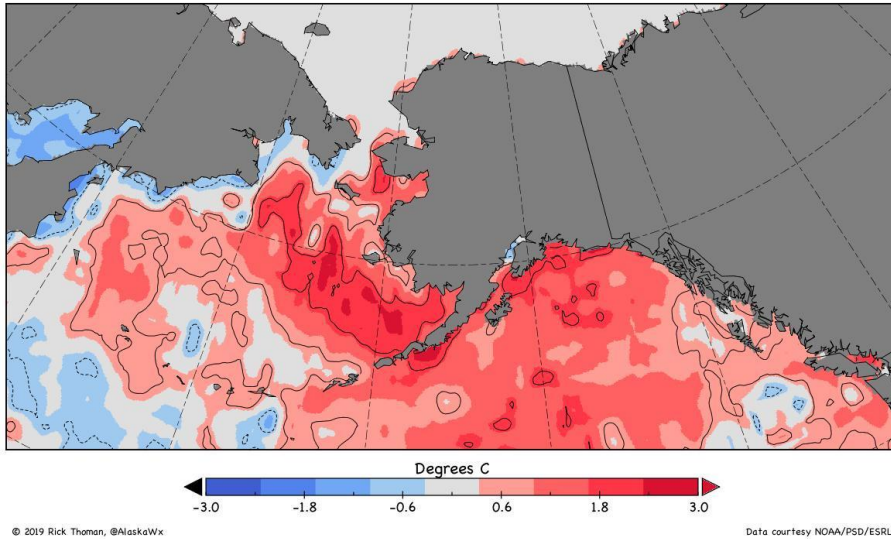 Degrees C
-3.0 -1.8 -0.6 0.6 1.8 3.0
© 2019 Rick Thoman, @AlaskaWx
Data courtesy NOAA/PSD/ESRL